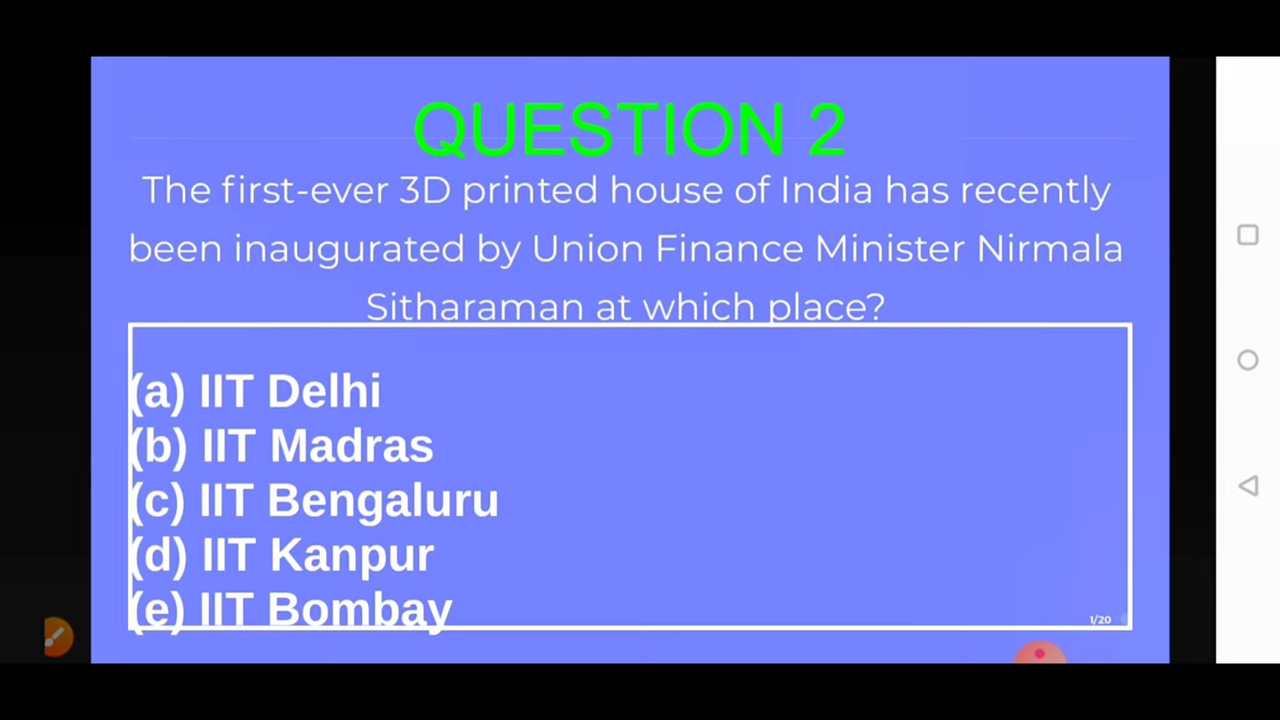 QUESTION 2
The first-ever 3D printed house of India has recently
been inaugurated by Union Finance Minister Nirmala
Sitharaman at which place?
(a) IIT Delhi
(b) IIT Madras
(c) IIT Bengaluru
(d) IIT Kanpur
(e) IIT Bombay
1/20